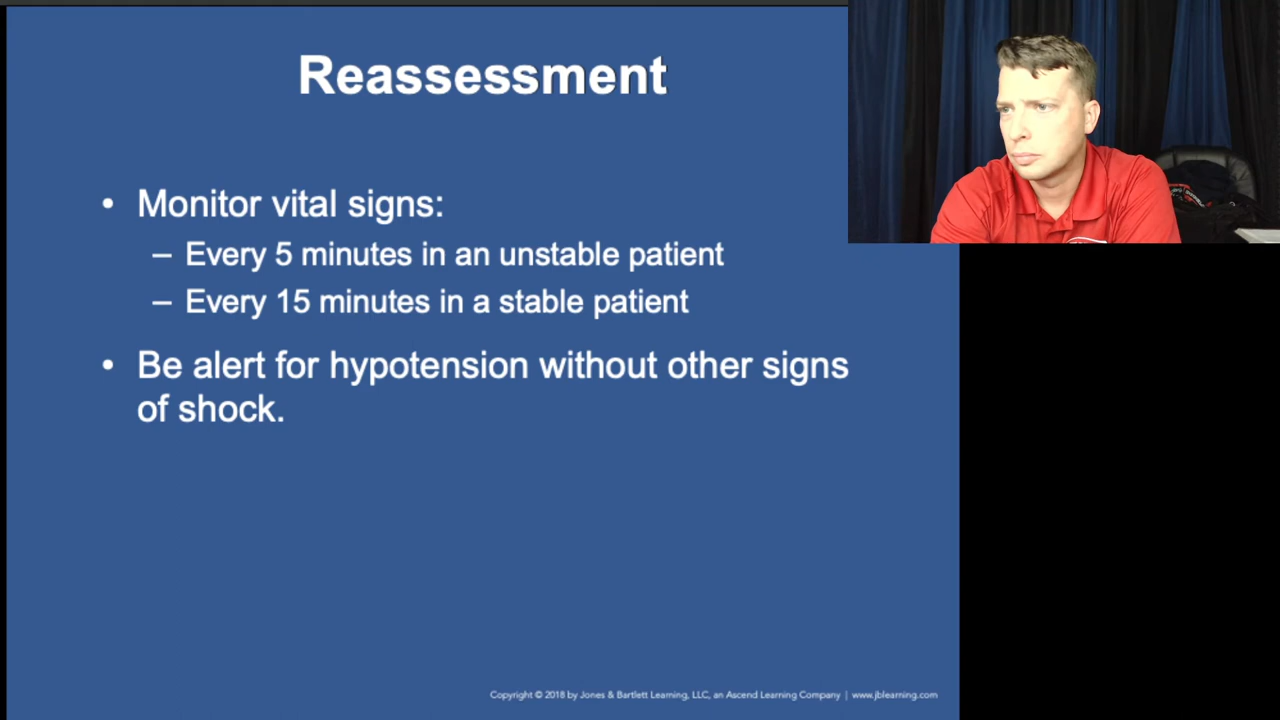 Reassessment
• Monitor vital signs:
– Every 5 minutes in an unstable patient
– Every 15 minutes in a stable patient
• Be alert for hypotension without other signs
of shock.
Copyright © 2018 by Jones & Bartlett Learning, LLC, an Ascend Learning Company | www.jblearning.com